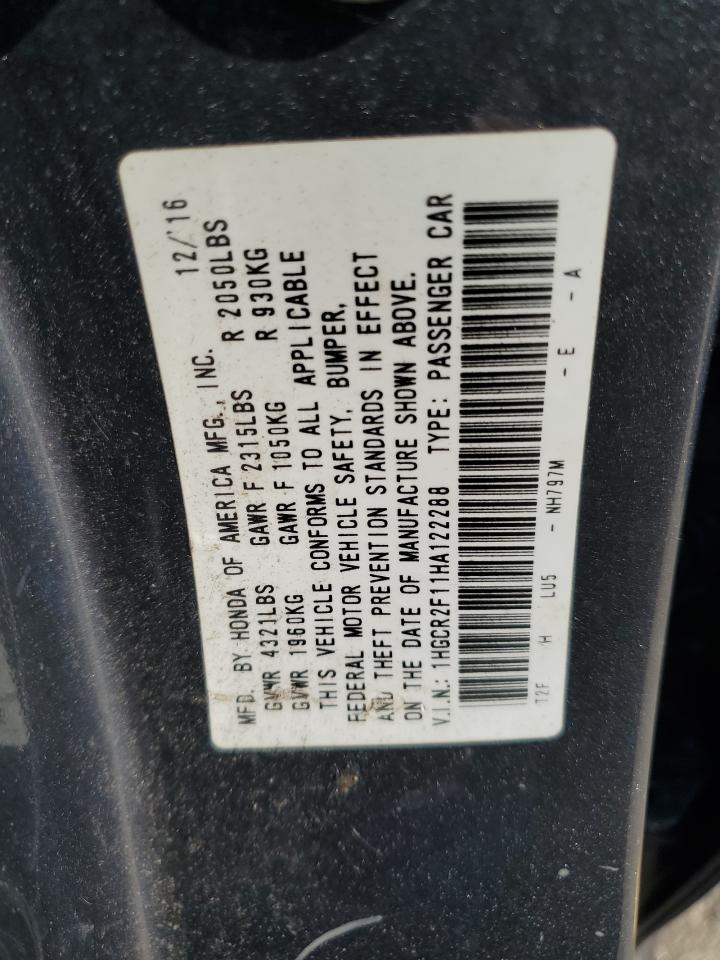 MFD. BY HONDA OF AMERICA MFG., INC. 12/'16
GVWR 4321LBS GAWR F 2315LBS R 2050LBS
GVWR 1960KG GAWR F 1050KG R 930KG
THIS VEHICLE CONFORMS TO ALL APPLICABLE
FEDERAL MOTOR VEHICLE SAFETY, BUMPER,
AND THEFT PREVENTION STANDARDS IN EFFECT
ON THE DATE OF MANUFACTURE SHOWN ABOVE.
V.I.N.: 1HGCR2F11HA122288 TYPE: PASSENGER CAR
T2F H LU5 - NH797M - E - A